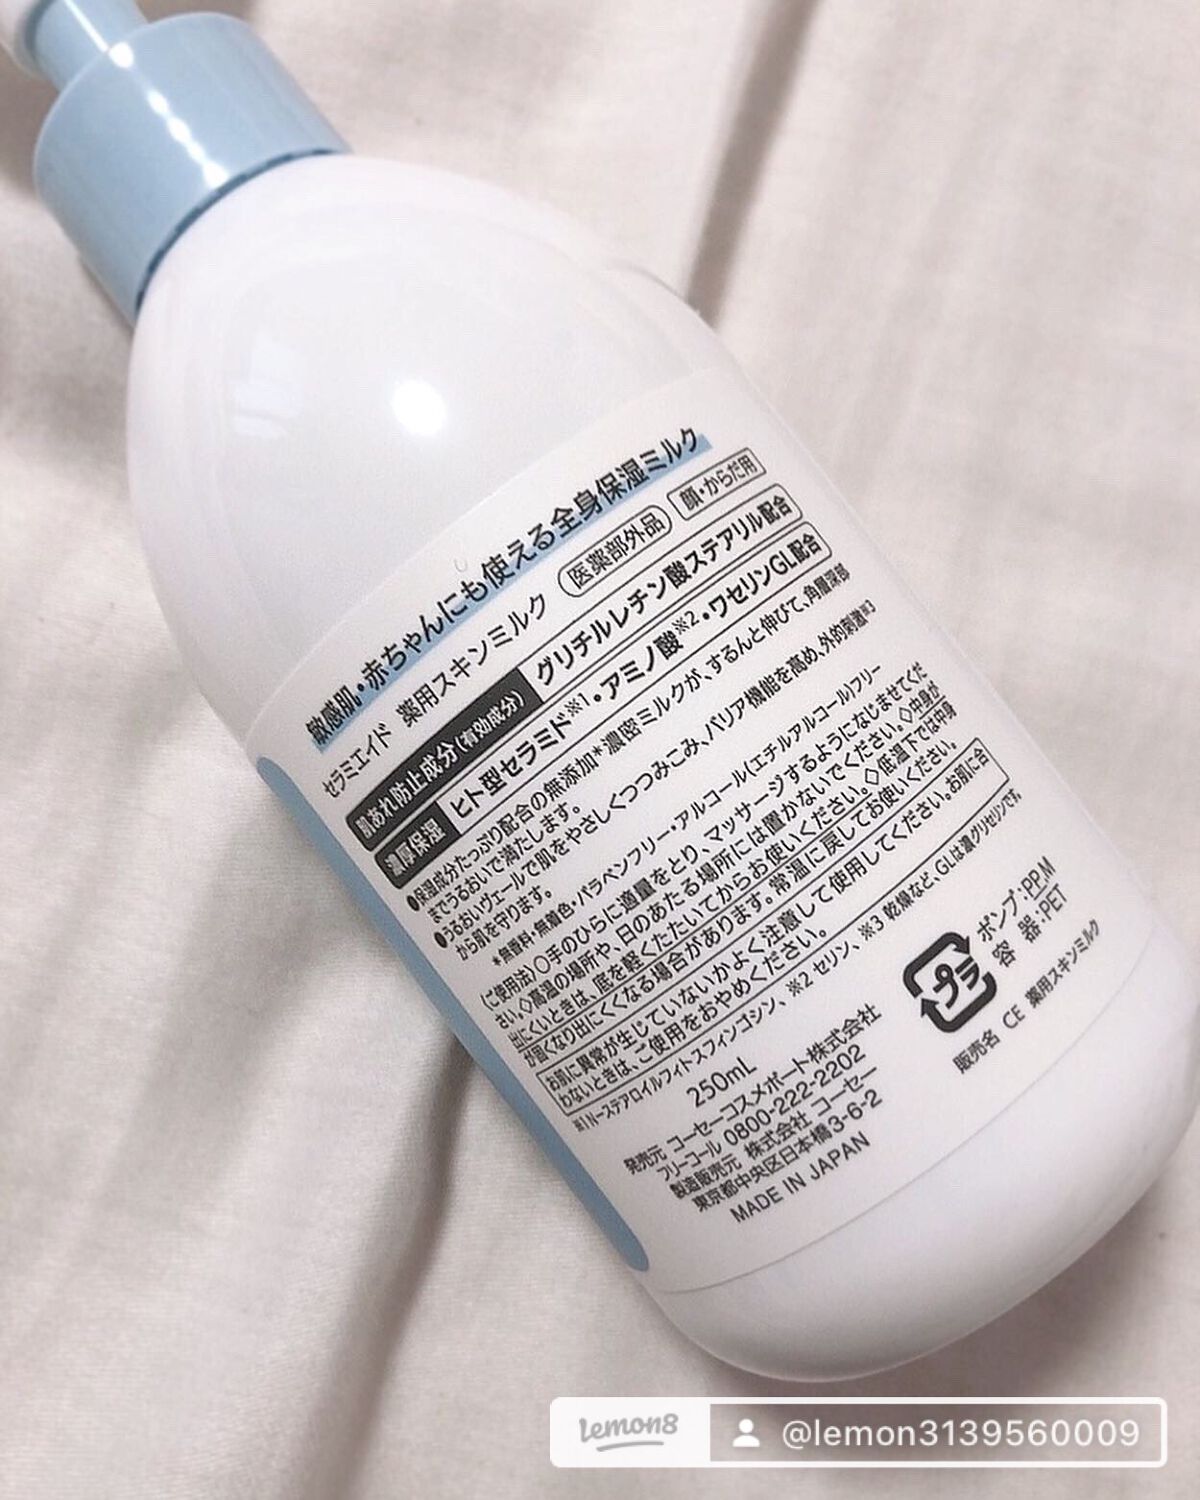 敏感肌・赤ちゃんにも使える全身保湿ミルク
セラミエイド 薬用スキンミルク 医薬部外品 顔・からだ用
肌あれ防止成分(有効成分) グリチルレチン酸ステアリル配合
濃厚保湿 ヒト型セラミド※1・アミノ酸※2・ワセリンGL配合
●保湿成分たっぷり配合の無添加*濃密ミルクが、するんと伸びて、角層深部
までうるおいで満たします。
●うるおいヴェールで肌をやさしくつつみこみ、バリア機能を高め、外的刺激※3
から肌を守ります。
*無香料・無着色・パラベンフリー・アルコール(エチルアルコール)フリー
〈ご使用法〉○手のひらに適量をとり、マッサージするようになじませてくだ
さい。◇高温の場所や、日のあたる場所には置かないでください。◇中身が
出にくいときは、底を軽くたたいてからお使いください。◇低温下では中身
が固くなり出にくくなる場合があります。常温に戻してお使いください。
お肌に異常が生じていないかよく注意して使用してください。お肌に合
わないときは、ご使用をおやめください。
※1 N-ステアロイルフィトスフィンゴシン、※2 セリン、※3 乾燥など、GLは濃グリセリンです。
250mL
発売元 コーセーコスメポート株式会社
フリーコール 0800-222-2202
製造販売元 株式会社 コーセー
東京都中央区日本橋3-6-2
MADE IN JAPAN
プラ
ポンプ:PP,M
容 器:PET
販売名 CE 薬用スキンミルク
lemon8 @lemon3139560009